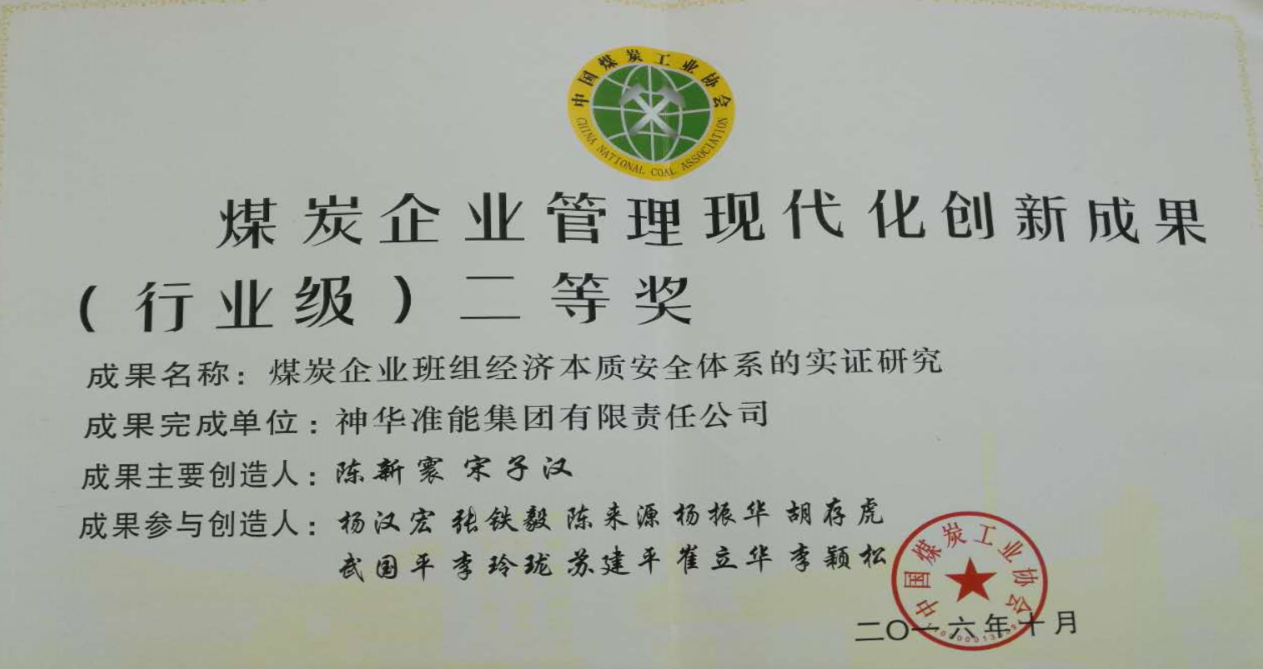 中国煤炭工业协会
CHINA NATIONAL COAL ASSOCIATION
煤炭企业管理现代化创新成果
（行业级）二等奖
成果名称：煤炭企业班组经济本质安全体系的实证研究
成果完成单位：神华准能集团有限责任公司
成果主要创造人：陈新寰 宋子汉
成果参与创造人：杨汉宏 张铁毅 陈来源 杨振华 胡存虎
武国平 李玲珑 苏建平 崔立华 李颖松
中国煤炭工业协会
二〇一六年十月